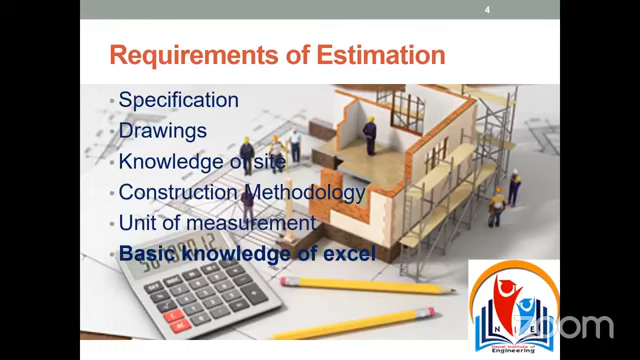 4
Requirements of Estimation
Specification
Drawings
Knowledge of site
Construction Methodology
Unit of measurement
Basic knowledge of excel
N I E
Engineering
zoom